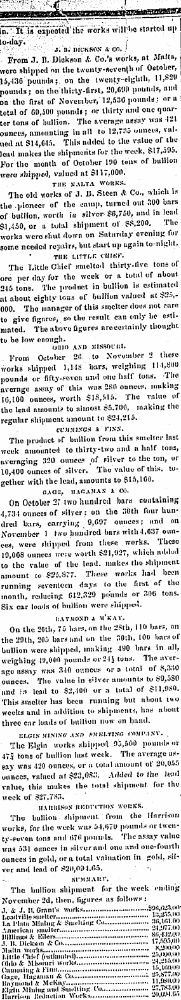 in. It is expected the works will be started up
to-day.
J. B. DICKSON & CO.
From J. B. Dickson & Co.'s works, at Malta,
were shipped on the twenty-seventh of October,
15,436 pounds; on the twenty-eighth, 11,829
pounds; on the thirty-first, 20,699 pounds, and
on the first of November, 12,536 pounds; or a
total of 60,500 pounds; or thirty and one quar-
ter tons of bullion. The average assay was 421
ounces, amounting in all to 12,735 ounces, val-
ued at $14,645. This added to the value of the
lead makes the shipments for the week, $17,595.
For the month of October 190 tons of bullion
were shipped, valued at $117,000.
THE MALTA WORKS.
The old works of J. B. Steen & Co., which is
the pioneer of the camp, turned out 300 bars
of bullion, worth in silver $6,750, and in lead
$1,450, or a total shipment of $8,200. The
works were shut down on Saturday evening for
some needed repairs, but start up again to-night.
THE LITTLE CHIEF.
The Little Chief smelted thirty-five tons of
ore per day for the week or a total of about
245 tons. The product in bullion is estimated
at about eighty tons of bullion valued at $25,-
000. The manager of this smelter does not care
to give figures, so the result can only be esti-
mated. The above figures are certainly thought
to be low enough.
OHIO AND MISSOURI.
From October 26 to November 2 these
works shipped 1,148 bars, weighing 114,800
pounds or fifty-seven and one half tons. The
average assay of this was 280 ounces, making
16,100 ounces, worth $18,515. The value of
the lead amounts to almost $5,700, making the
regular shipment amount to $24,215.
CUMMINGS & FINN.
The product of bullion from this smelter last
week amounted to thirty-two and a half tons,
averaging 320 ounces of silver to the ton, or
10,400 ounces of silver. The value of this, to-
gether with the lead, amounts to $15,160.
GAGE, HAGAMAN & CO.
On October 27 two hundred bars containing
4,734 ounces of silver; on the 30th four hun-
dred bars, carrying 9,697 ounces; and on
November 1 two hundred bars with 4,637 oun-
ces, were shipped from these works. These
19,068 ounces were worth $21,927, which added
to the value of the lead, makes the shipment
amount to $25,877. These works had been
running seventeen days to the first of the
month, reducing 612,329 pounds or 306 tons.
Six car loads of bullion were shipped.
RAYMOND & M'KAY.
On the 26th, 75 bars, on the 28th, 110 bars, on
the 29th, 205 bars and on the 30th, 100 bars of
bullion were shipped, making 490 bars in all,
weighing 49,000 pounds or 24½ tons. The aver-
age assay was 340 ounces or a total of 8,330
ounces. The value in silver amounts to $9,580
and in lead to $2,400 or a total of $11,980.
This smelter has been running but about two
weeks and in addition to shipments, has about
three car loads of bullion now on hand.
ELGIN MINING AND SMELTING COMPANY.
The Elgin works shipped 95,500 pounds or
47¾ tons of bullion last week. The average as-
say was 420 ounces, or a total amount of 20,055
ounces, valued at $23,083. Added to the lead
value, this makes the total shipment for the
week of $27,783.
HARRISON REDUCTION WORKS.
The bullion shipment from the Harrison
works, for the week was 54,670 pounds or twen-
ty-seven tons and 670 pounds. The assay value
was 531 ounces in silver and one and one-fourth
ounces in gold, or a total valuation in gold, sil-
ver and lead of $20,094.65.
SUMMARY.
The bullion shipment for the week ending
November 2d, then, figures as follows:
J. & J. B. Grant's works $96,623.00
Leadville smelter 13,255.00
La Plata Mining & Smelting Co. 36,161.00
American smelter 24,077.00
Billings & Eilers 86,432.00
J. B. Dickson & Co. 17,595.00
Malta works 8,200.00
Little Chief (estimated) 25,000.00
Ohio & Missouri works 24,215.00
Cumming & Finn 15,160.00
Gage, Hagaman & Co. 25,877.00
Raymond & McKay 11,980.00
Elgin Mining and Smelting Co. 27,783.00
Harrison Reduction Works 20,094.65